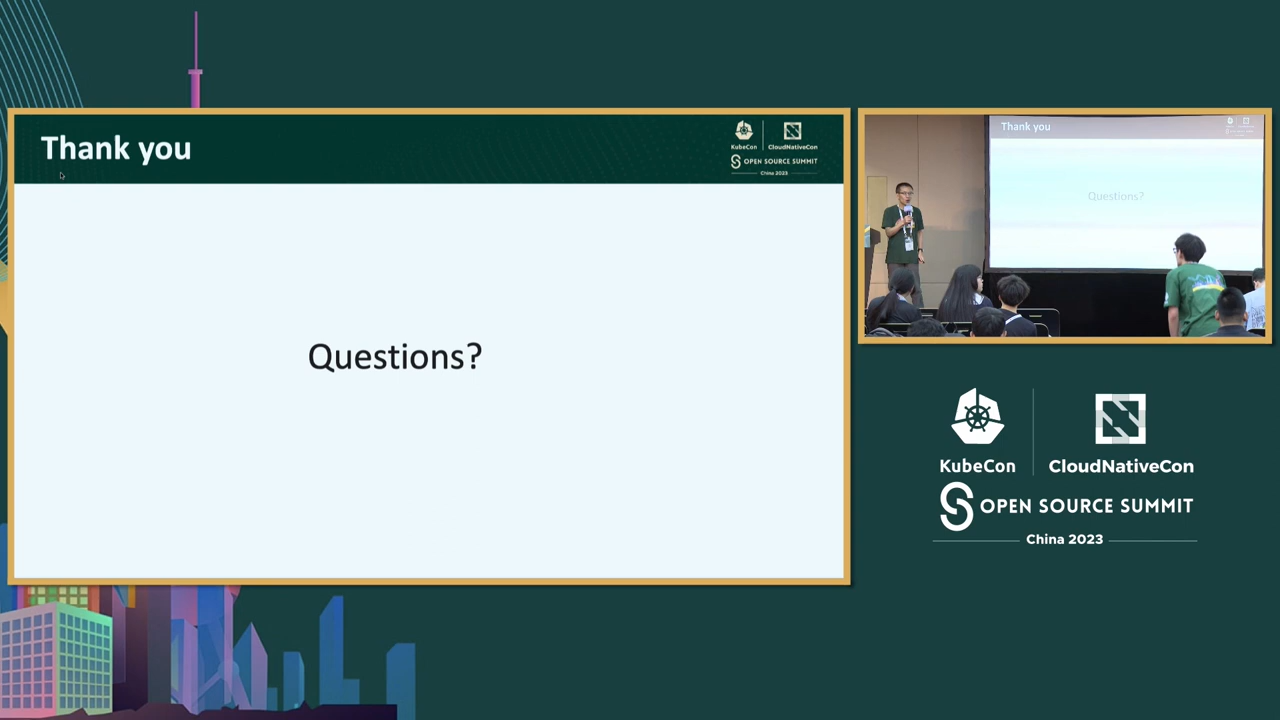 Thank you
KubeCon
CloudNativeCon
OPEN SOURCE SUMMIT
China 2023
Questions?
Thank you
Questions?
KubeCon
CloudNativeCon
OPEN SOURCE SUMMIT
China 2023